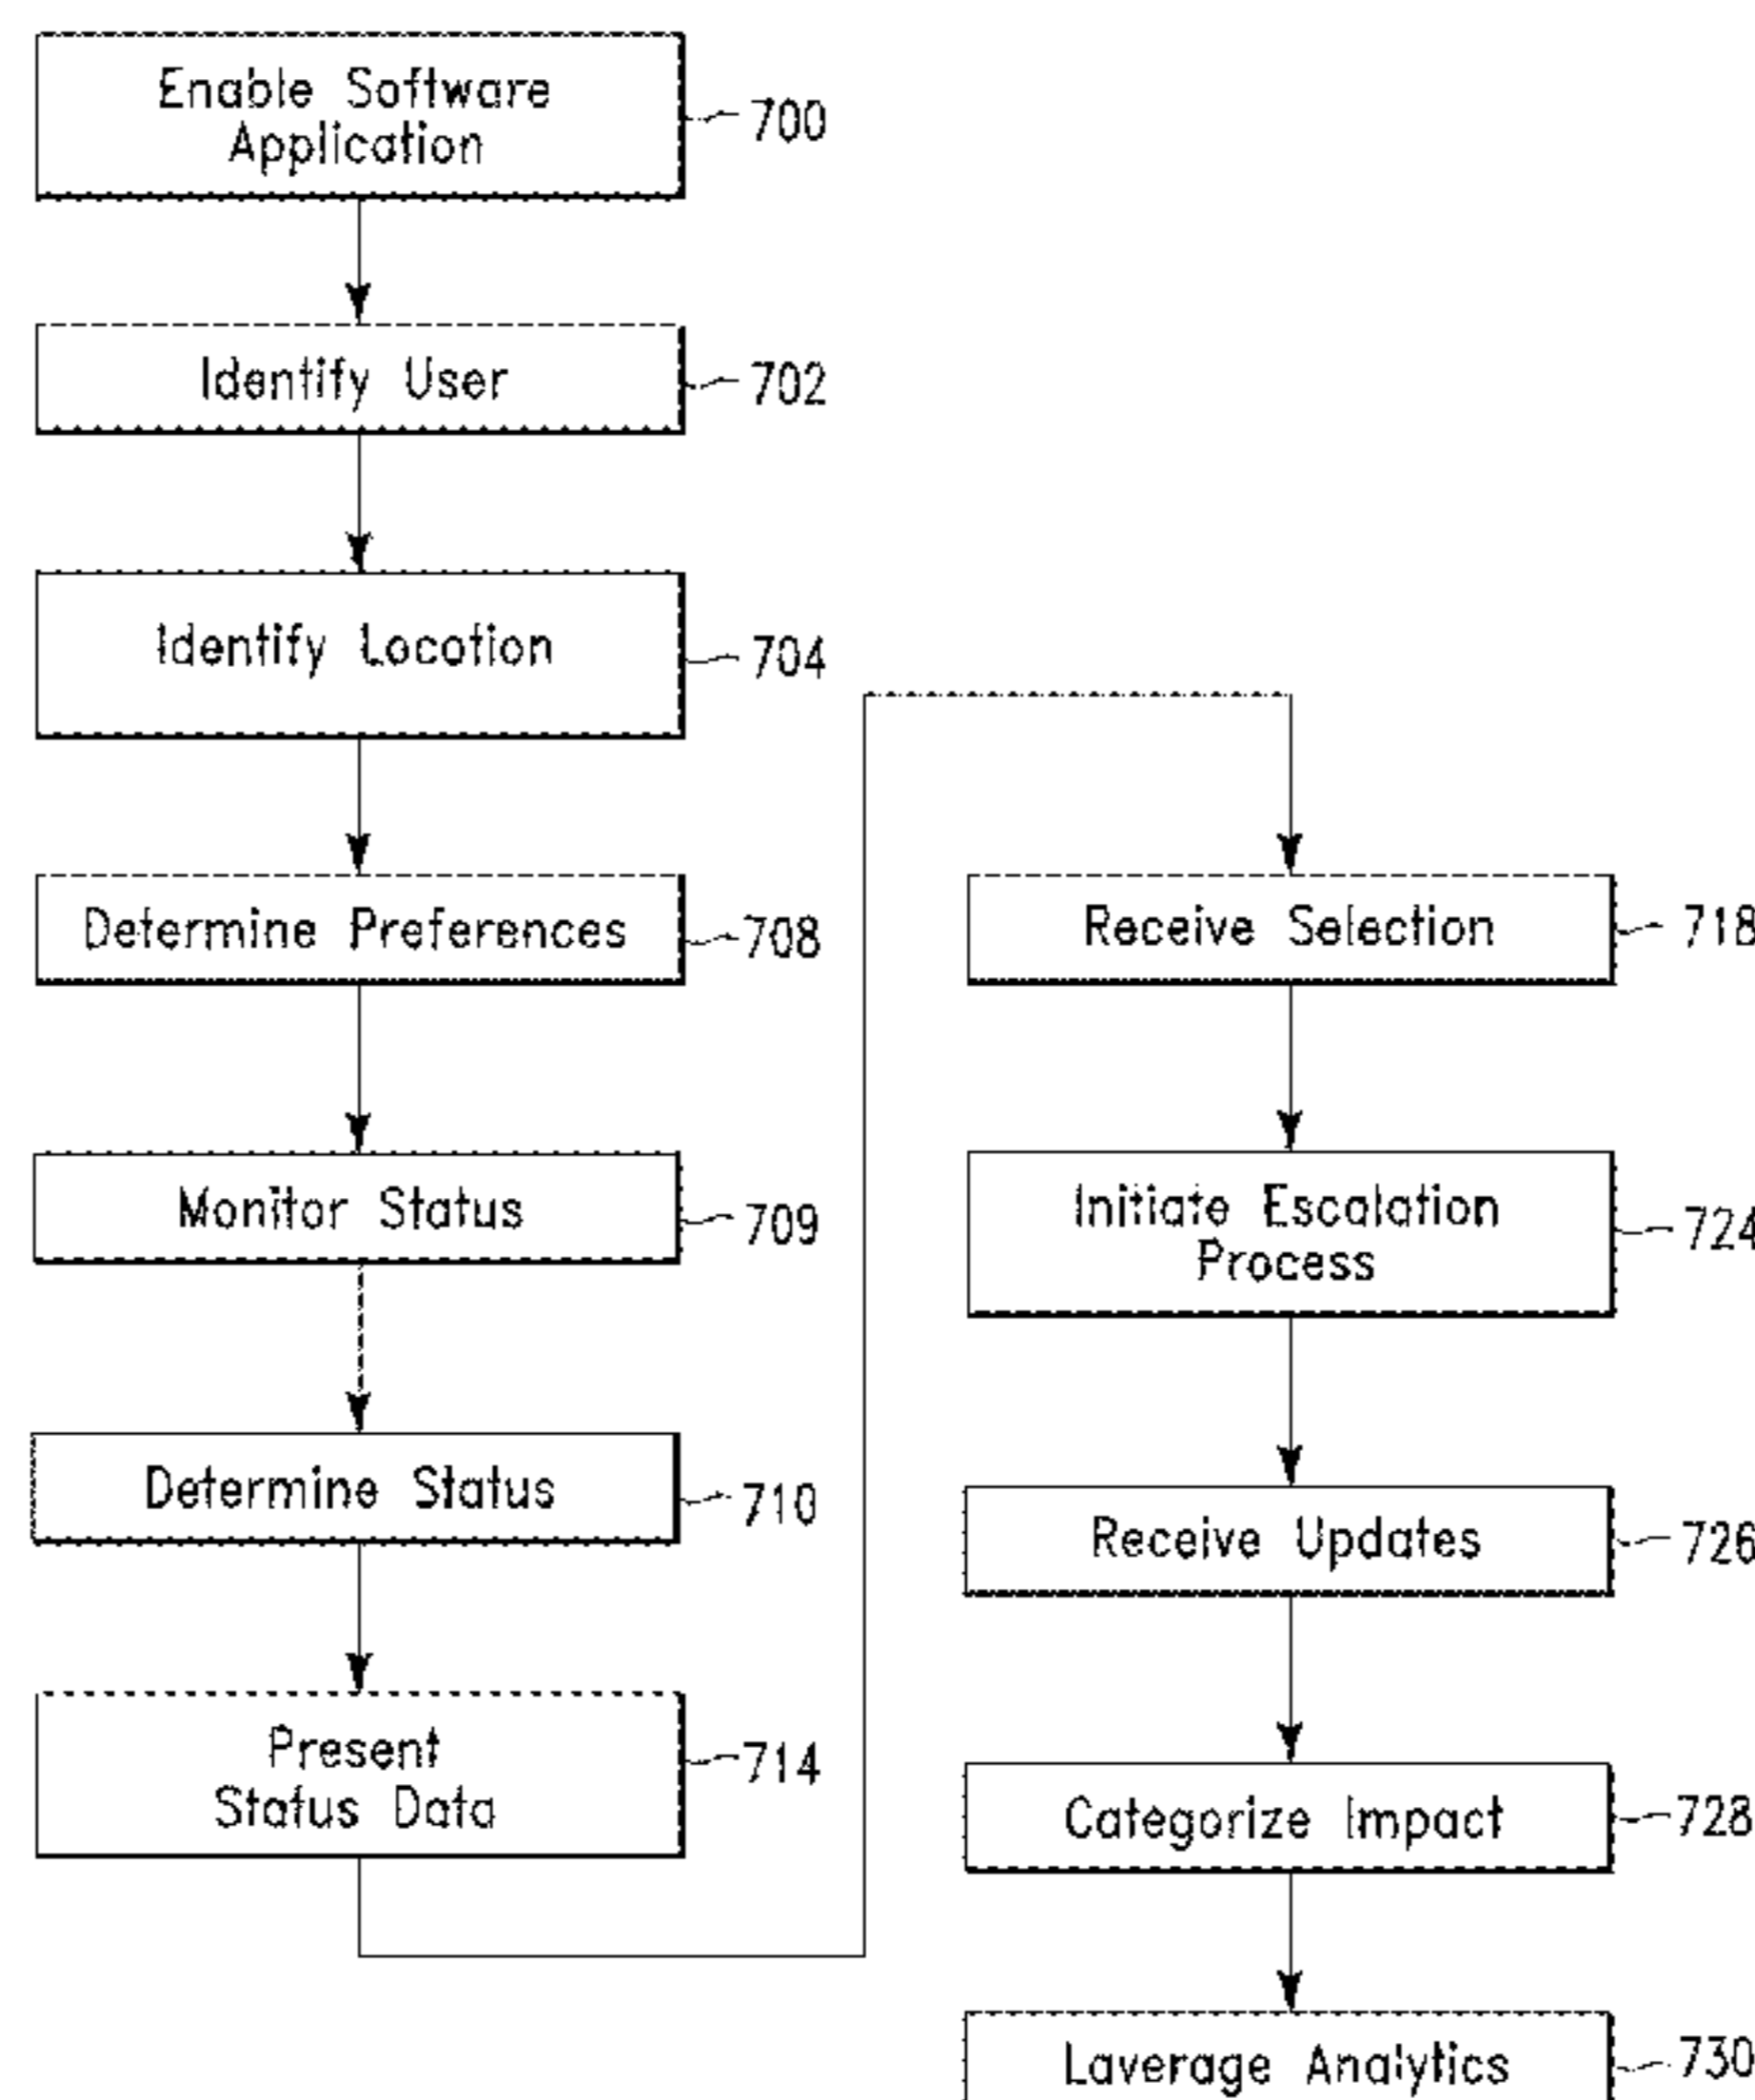 Enable Software
Application
700
Identify User
702
Identify Location
704
Determine Preferences
708
Monitor Status
709
Determine Status
710
Present
Status Data
714
Receive Selection
718
Initiate Escalation
Process
724
Receive Updates
726
Categorize Impact
728
Laverage Analytics
730